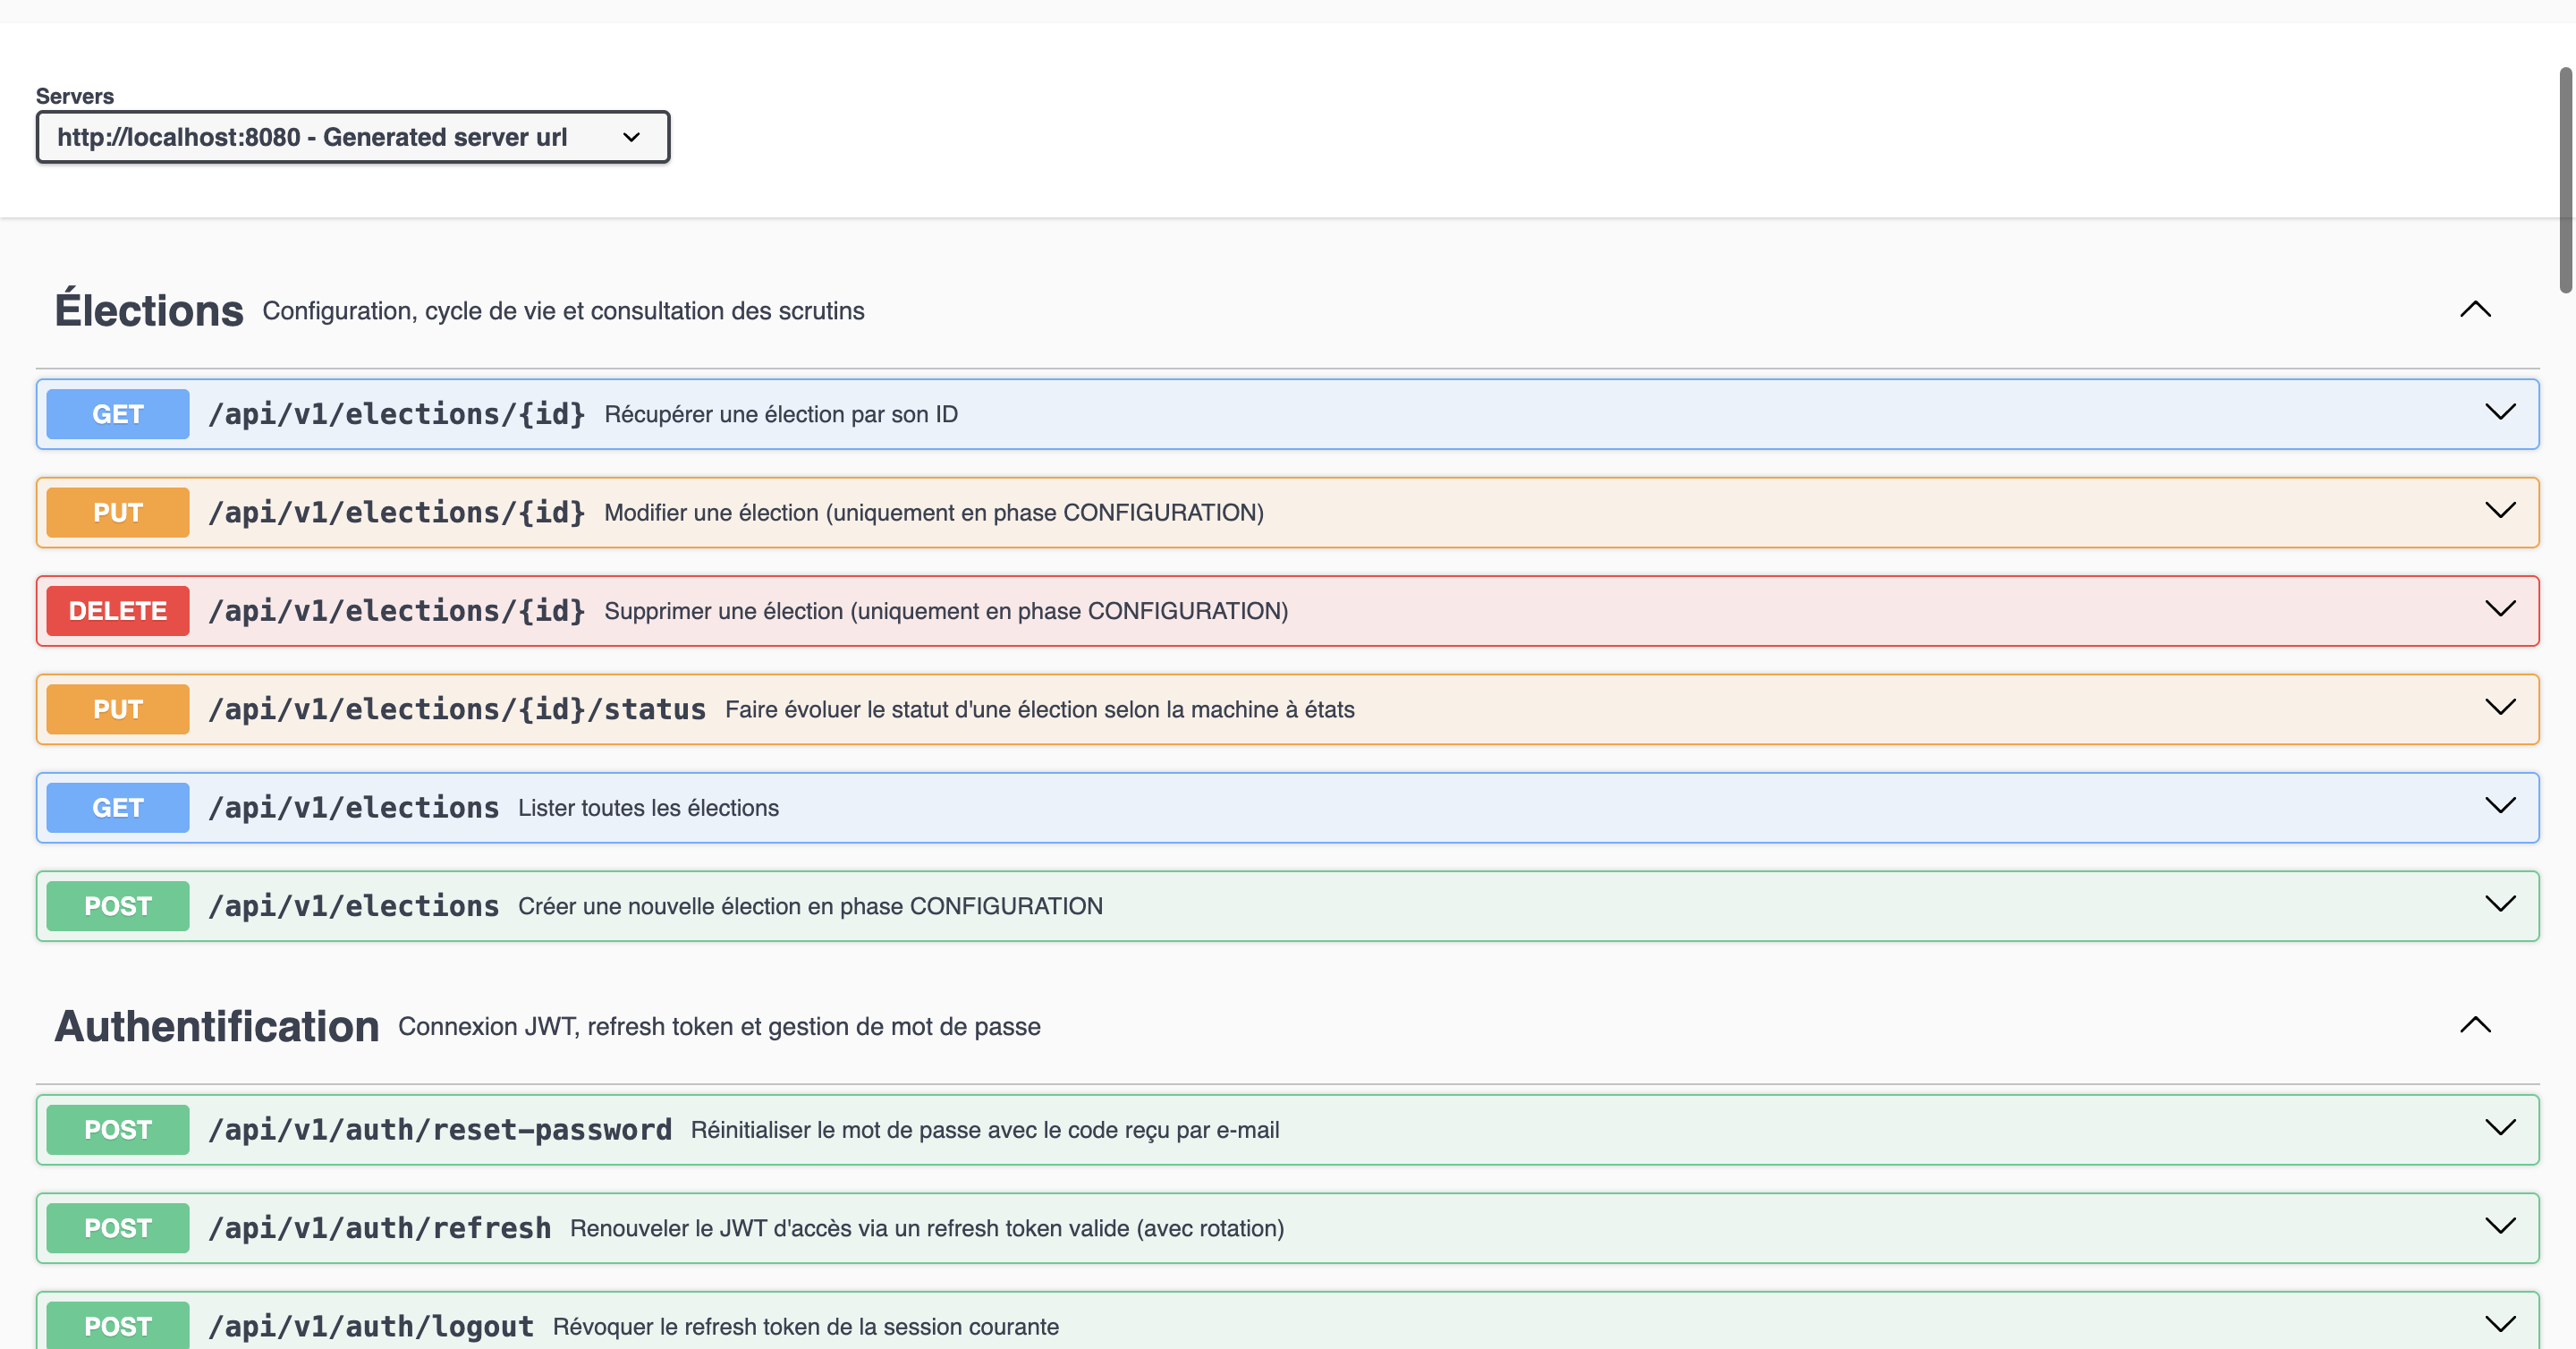 Servers
http://localhost:8080 - Generated server url
Élections Configuration, cycle de vie et consultation des scrutins
GET /api/v1/elections/{id} Récupérer une élection par son ID
PUT /api/v1/elections/{id} Modifier une élection (uniquement en phase CONFIGURATION)
DELETE /api/v1/elections/{id} Supprimer une élection (uniquement en phase CONFIGURATION)
PUT /api/v1/elections/{id}/status Faire évoluer le statut d'une élection selon la machine à états
GET /api/v1/elections Lister toutes les élections
POST /api/v1/elections Créer une nouvelle élection en phase CONFIGURATION
Authentification Connexion JWT, refresh token et gestion de mot de passe
POST /api/v1/auth/reset-password Réinitialiser le mot de passe avec le code reçu par e-mail
POST /api/v1/auth/refresh Renouveler le JWT d'accès via un refresh token valide (avec rotation)
POST /api/v1/auth/logout Révoquer le refresh token de la session courante